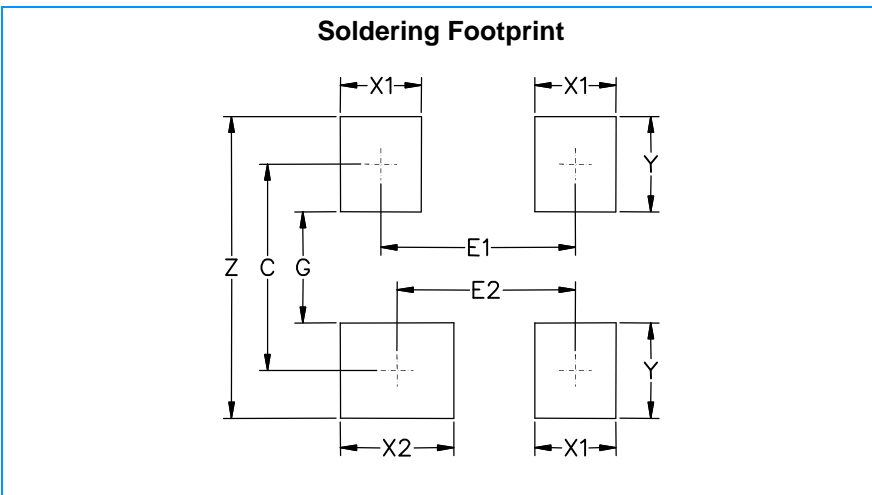 Soldering Footprint
X1 X1
Y
E1
Z C G
E2
Y
X2 X1